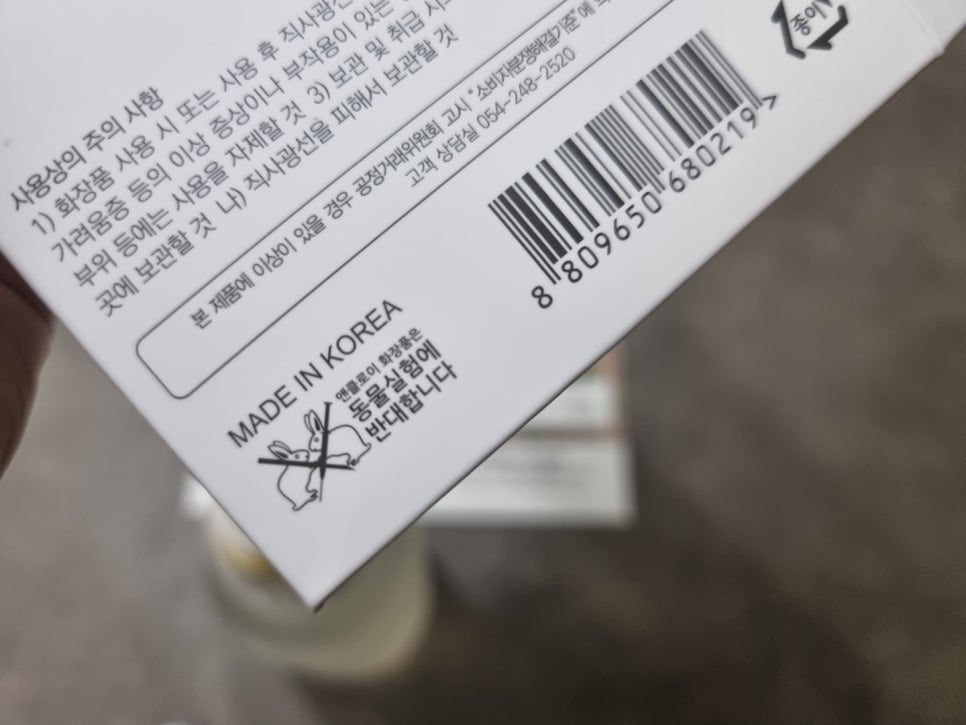 사용상의 주의 사항
1) 화장품 사용 시 또는 사용 후 직사광선
가려움증 등의 이상 증상이나 부작용이 있는
부위 등에는 사용을 자제할 것 3) 보관 및 취급 시
곳에 보관할 것 나) 직사광선을 피해서 보관할 것
본 제품에 이상이 있을 경우 공정거래위원회 고시 "소비자분쟁해결기준"에
고객 상담실 054-248-2520
종이
8 809650 680219 >
MADE IN KOREA
앤클로이 화장품은
동물실험에
반대합니다